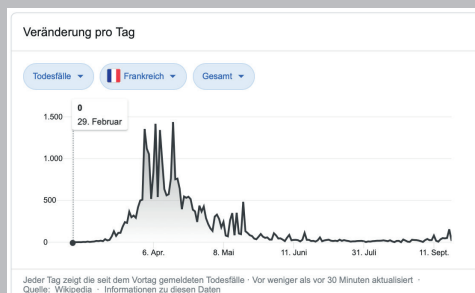 Veränderung pro Tag
Todesfälle Frankreich Gesamt
0
29. Februar
1.500
1.000
500
0
6. Apr. 8. Mai 11. Juni 31. Juli 11. Sept.
Jeder Tag zeigt die seit dem Vortag gemeldeten Todesfälle · Vor weniger als vor 30 Minuten aktualisiert ·
Quelle: Wikipedia · Informationen zu diesen Daten